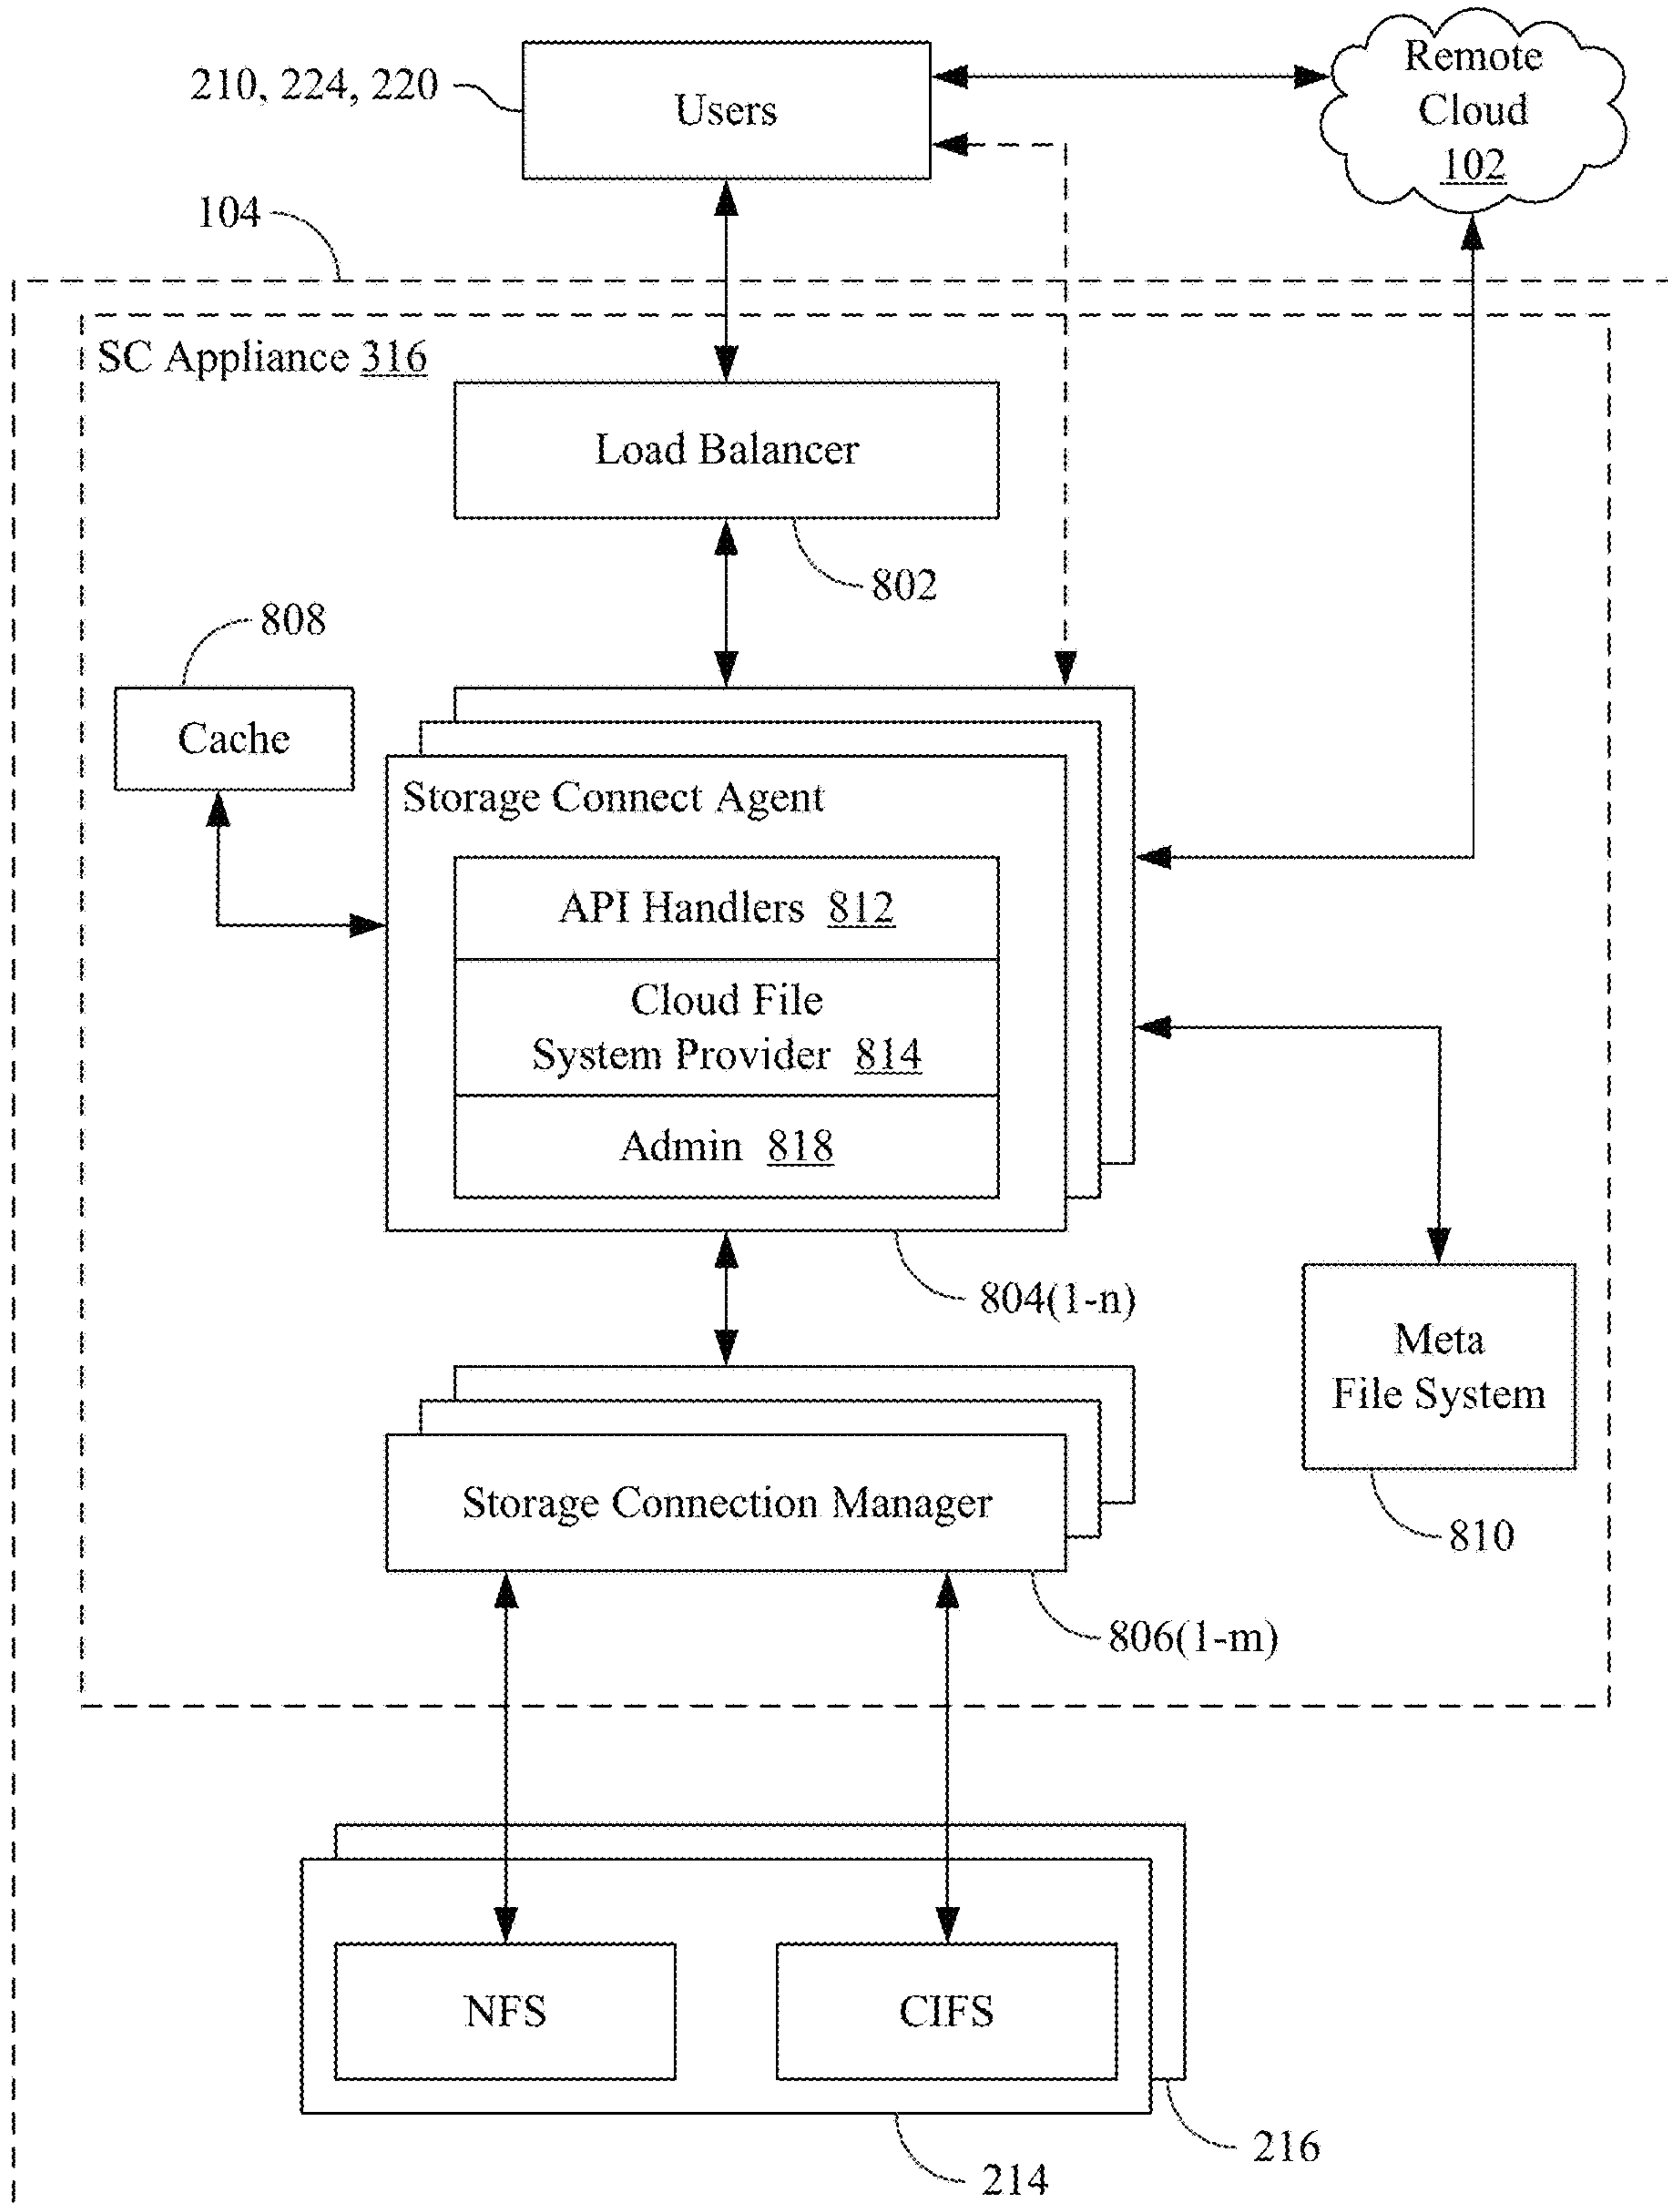 210, 224, 220
Users
Remote
Cloud
102
104
SC Appliance 316
Load Balancer
802
808
Cache
Storage Connect Agent
API Handlers 812
Cloud File
System Provider 814
Admin 818
804(1-n)
Meta
File System
810
Storage Connection Manager
806(1-m)
NFS
CIFS
216
214